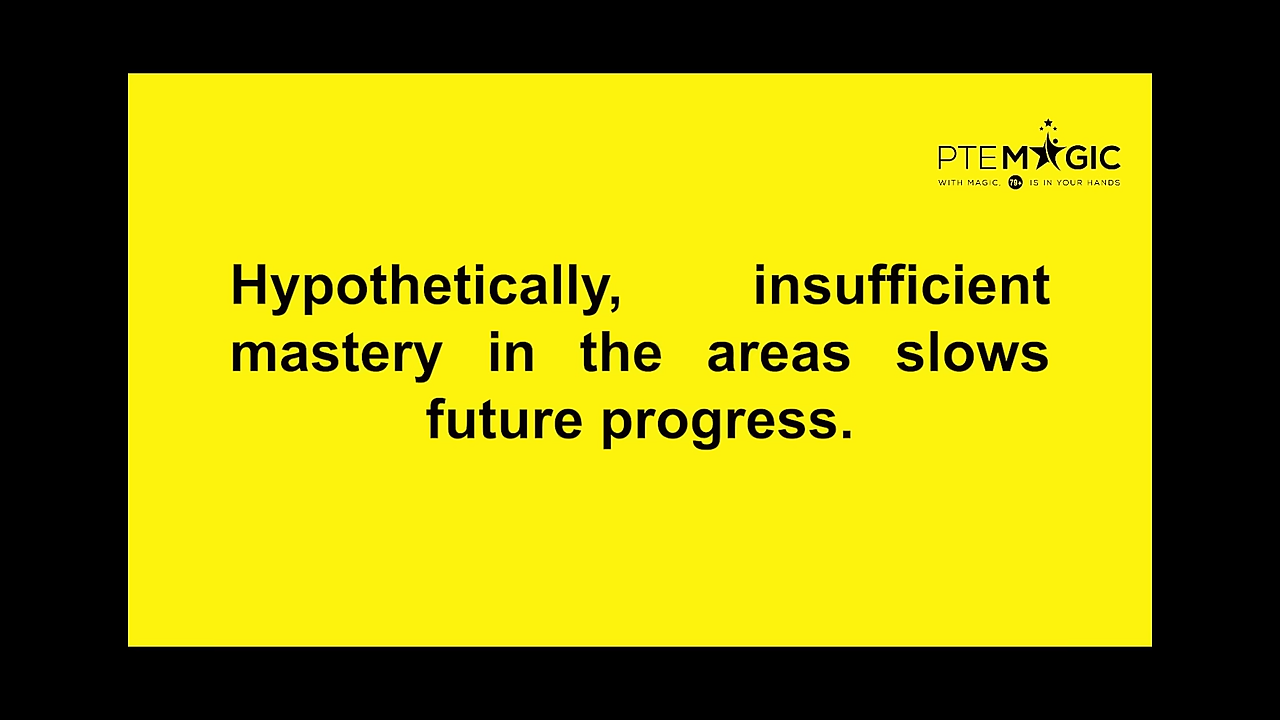 PTEMAGIC
WITH MAGIC, 79+ IS IN YOUR HANDS
Hypothetically, insufficient
mastery in the areas slows
future progress.